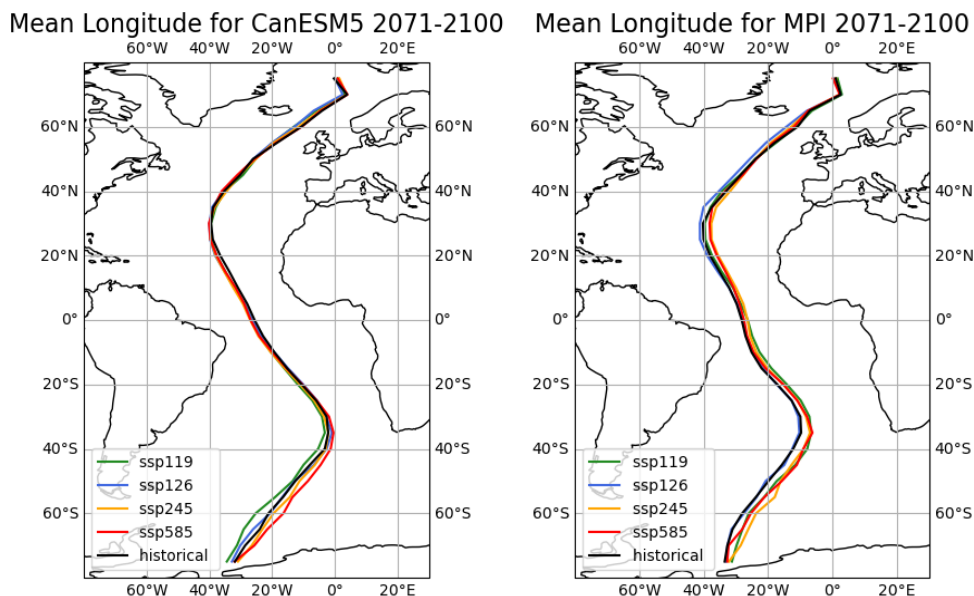 Mean Longitude for CanESM5 2071-2100
60°W 40°W 20°W 0° 20°E
60°N 60°N
40°N 40°N
20°N 20°N
0° 0°
20°S 20°S
40°S 40°S
60°S 60°S
ssp119
ssp126
ssp245
ssp585
historical
60°W 40°W 20°W 0° 20°E
Mean Longitude for MPI 2071-2100
60°W 40°W 20°W 0° 20°E
60°N 60°N
40°N 40°N
20°N 20°N
0° 0°
20°S 20°S
40°S 40°S
60°S 60°S
ssp119
ssp126
ssp245
ssp585
historical
60°W 40°W 20°W 0° 20°E